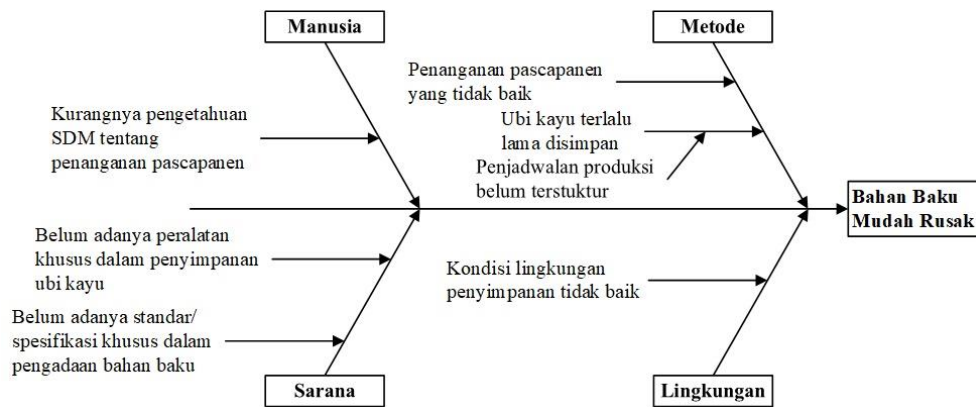 Manusia
Metode
Penanganan pascapanen
yang tidak baik
Kurangnya pengetahuan
SDM tentang
penanganan pascapanen
Ubi kayu terlalu
lama disimpan
Penjadwalan produksi
belum terstuktur
Bahan Baku
Mudah Rusak
Belum adanya peralatan
khusus dalam penyimpanan
ubi kayu
Kondisi lingkungan
penyimpanan tidak baik
Belum adanya standar/
spesifikasi khusus dalam
pengadaan bahan baku
Sarana
Lingkungan